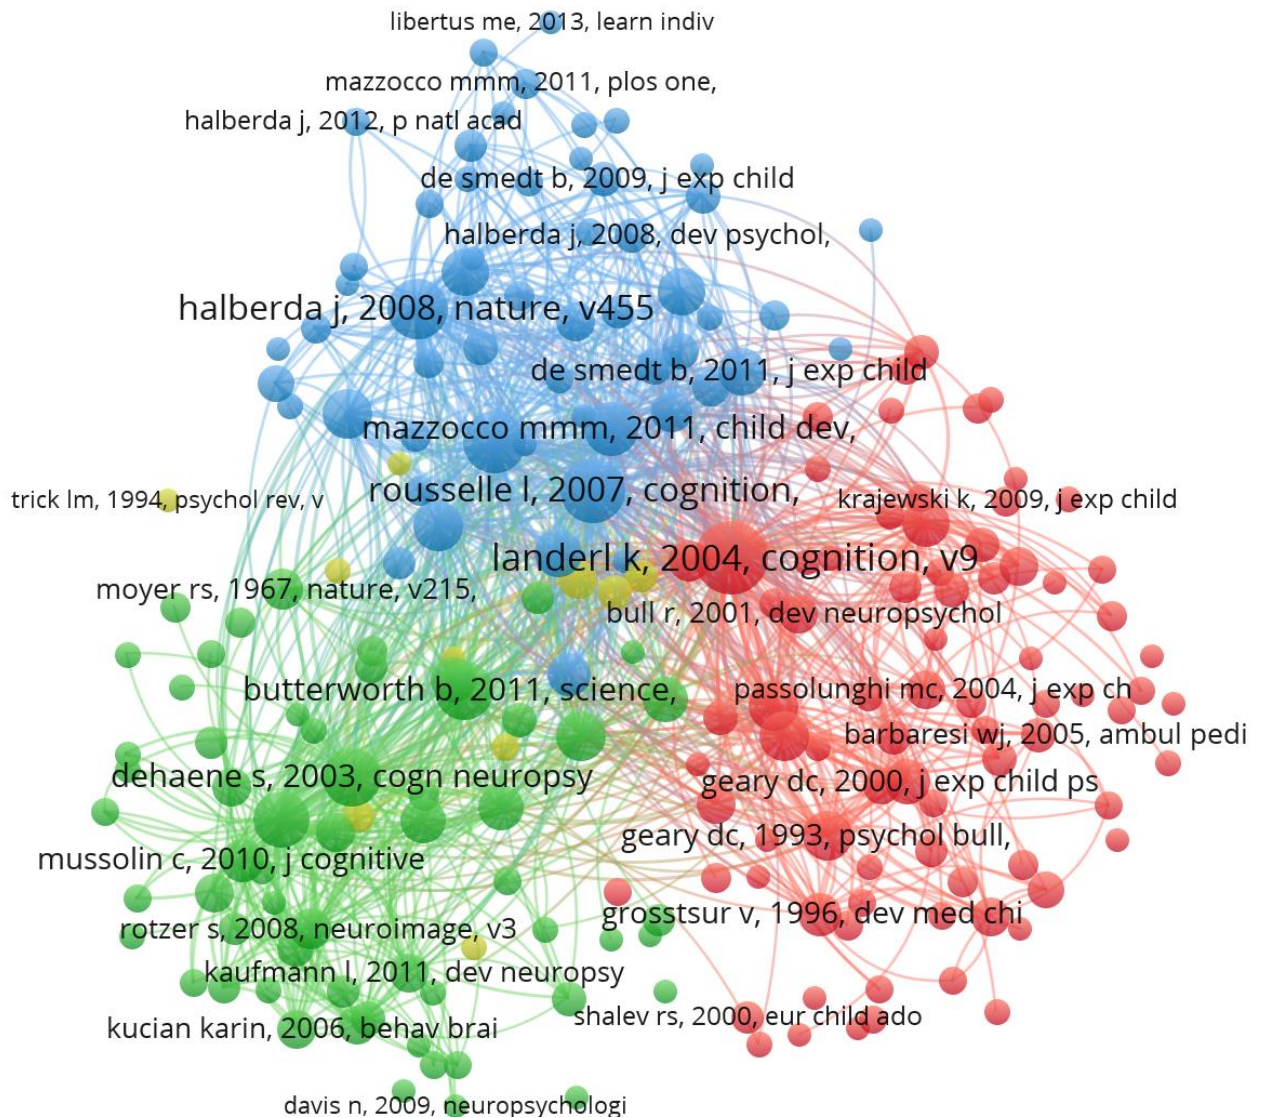 libertus me, 2013, learn indiv
mazzocco mmm, 2011, plos one,
halberda j, 2012, p natl acad
de smedt b, 2009, j exp child
halberda j, 2008, dev psychol,
halberda j, 2008, nature, v455
de smedt b, 2011, j exp child
mazzocco mmm, 2011, child dev,
rousselle l, 2007, cognition,
krajewski k, 2009, j exp child
trick lm, 1994, psychol rev, v
landerl k, 2004, cognition, v9
moyer rs, 1967, nature, v215,
bull r, 2001, dev neuropsychol
butterworth b, 2011, science,
passolunghi mc, 2004, j exp ch
barbaresi wj, 2005, ambul pedi
dehaene s, 2003, cogn neuropsy
geary dc, 2000, j exp child ps
geary dc, 1993, psychol bull,
mussolin c, 2010, j cognitive
grosstsur v, 1996, dev med chi
rotzer s, 2008, neuroimage, v3
kaufmann l, 2011, dev neuropsy
shalev rs, 2000, eur child ado
kucian karin, 2006, behav brai
davis n, 2009, neuropsychologi